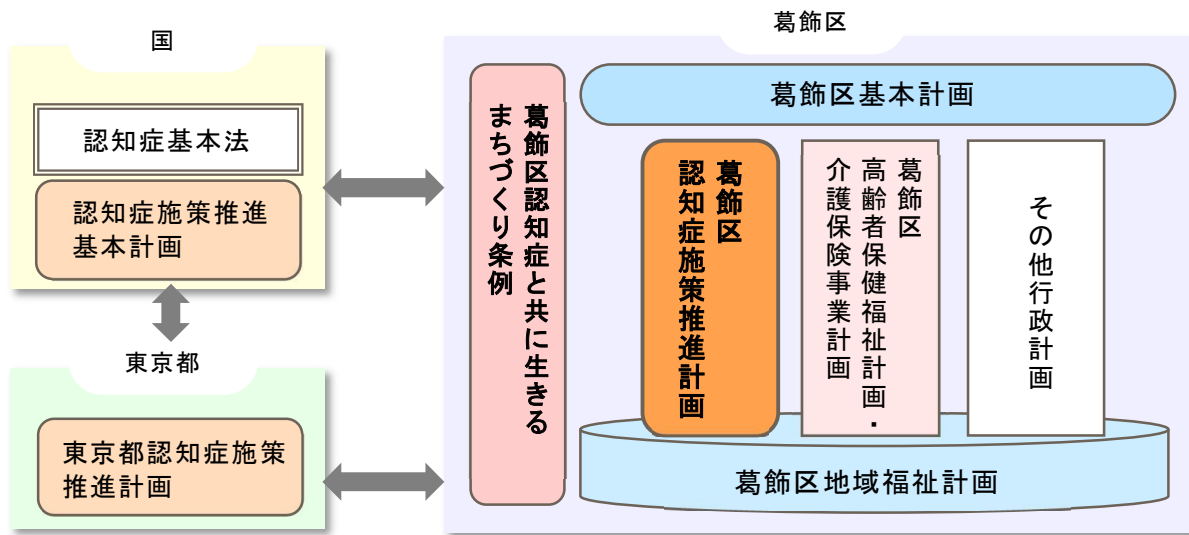 国
認知症基本法
認知症施策推進
基本計画
東京都
東京都認知症施策
推進計画
葛飾区
葛飾区認知症と共に生きる
まちづくり条例
葛飾区基本計画
葛飾区
認知症施策推進計画
葛飾区
高齢者保健福祉計画・
介護保険事業計画
その他行政計画
葛飾区地域福祉計画